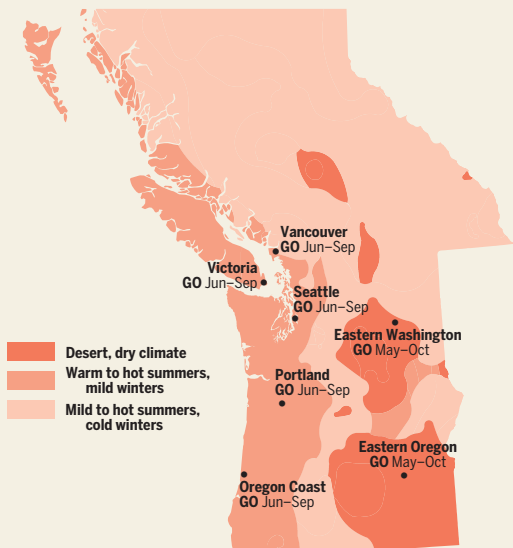 Vancouver
GO Jun–Sep
Victoria
GO Jun–Sep
Seattle
GO Jun–Sep
Eastern Washington
GO May–Oct
Desert, dry climate
Warm to hot summers,
mild winters
Mild to hot summers,
cold winters
Portland
GO Jun–Sep
Eastern Oregon
GO May–Oct
Oregon Coast
GO Jun–Sep